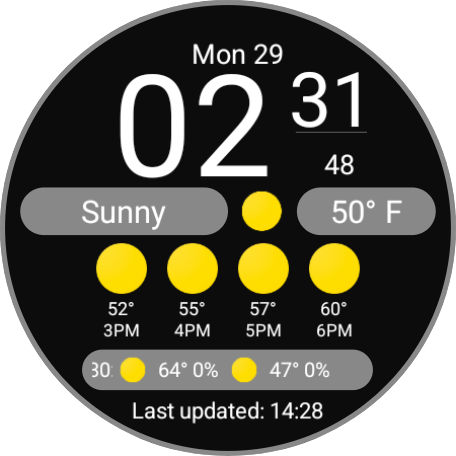 Mon 29
02 31
48
Sunny 50° F
52° 55° 57° 60°
3PM 4PM 5PM 6PM
30: 64° 0% 47° 0%
Last updated: 14:28